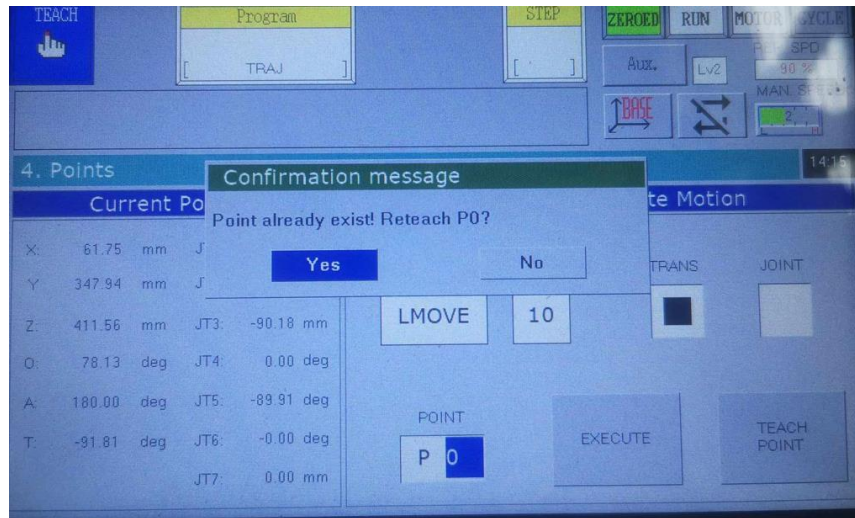 TEACH
Program
STEP
ZEROED RUN MOTOR CYCLE
[ TRAJ ]
[ ]
Aux. Lv2
SPD
90 %
MAN.
BASE
2
4. Points
14:15
Confirmation message
Current Po
te Motion
Point already exist! Reteach P0?
Yes No
X: 61.75 mm
Y 347.94 mm
TRANS JOINT
Z: 411.56 mm JT3: -90.18 mm
LMOVE 10
O: 78.13 deg JT4: 0.00 deg
A: 180.00 deg JT5: -89.91 deg
T: -91.81 deg JT6: -0.00 deg
JT7: 0.00 mm
POINT
P 0
EXECUTE
TEACH
POINT